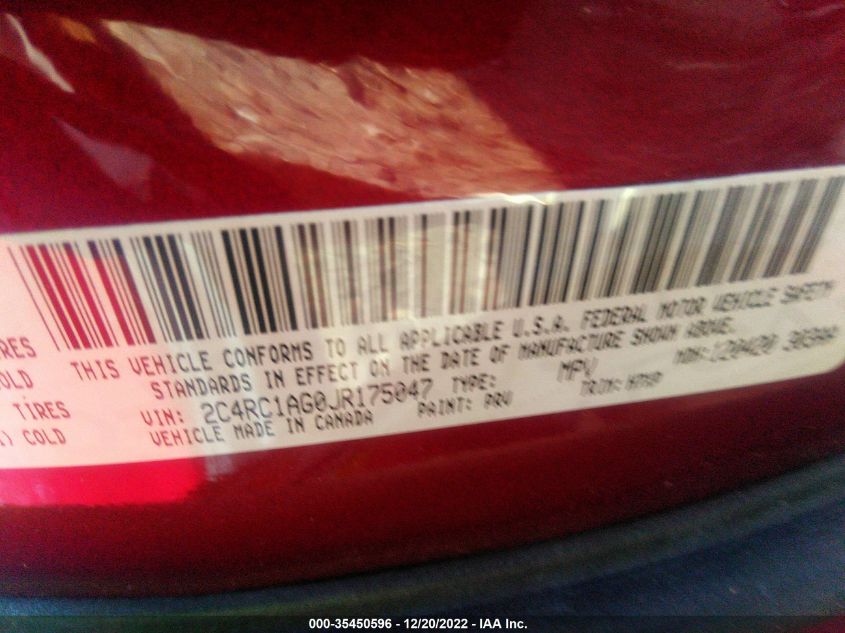 RES
OLD
TIRES
) COLD
THIS VEHICLE CONFORMS TO ALL APPLICABLE U.S.A. FEDERAL MOTOR VEHICLE SAFETY
STANDARDS IN EFFECT ON THE DATE OF MANUFACTURE SHOWN ABOVE.
VIN: 2C4RC1AG0JR175047 TYPE: MPV
VEHICLE MADE IN CANADA PAINT: PRV TRIM:
MDH:
000-35450596 - 12/20/2022 - IAA Inc.